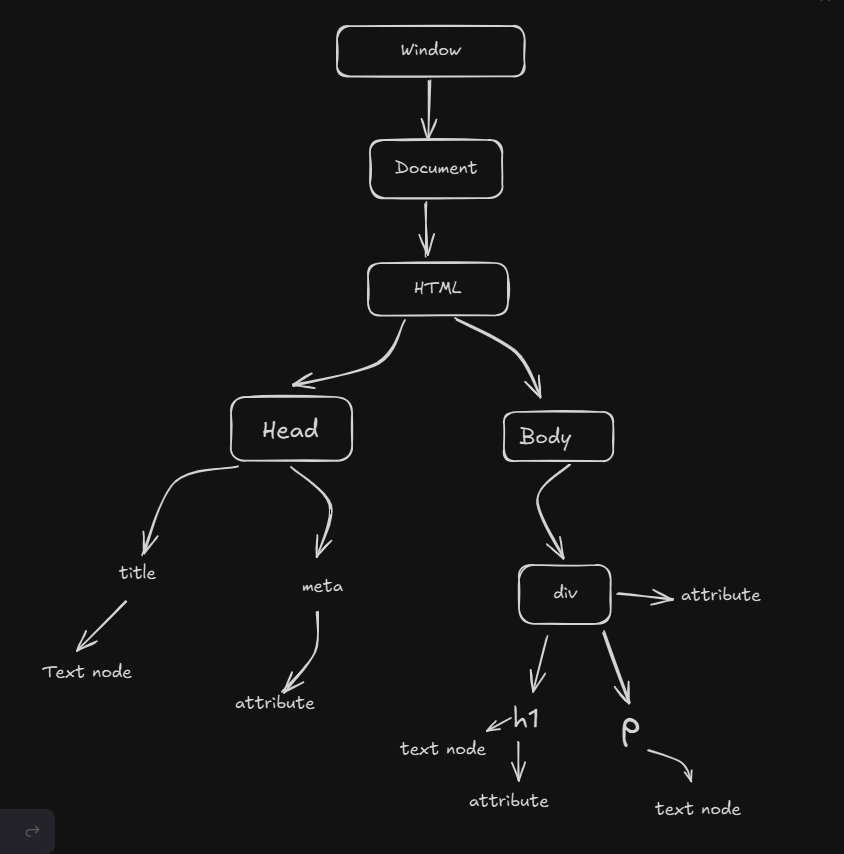 Window
Document
HTML
Head
Body
title
meta
div
attribute
Text node
attribute
h1
p
text node
attribute
text node